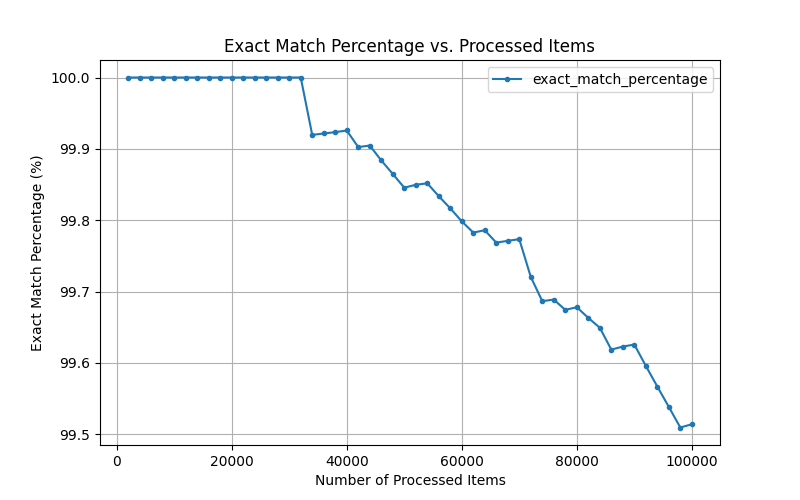 Exact Match Percentage vs. Processed Items
exact_match_percentage
Exact Match Percentage (%)
100.0
99.9
99.8
99.7
99.6
99.5
0 20000 40000 60000 80000 100000
Number of Processed Items